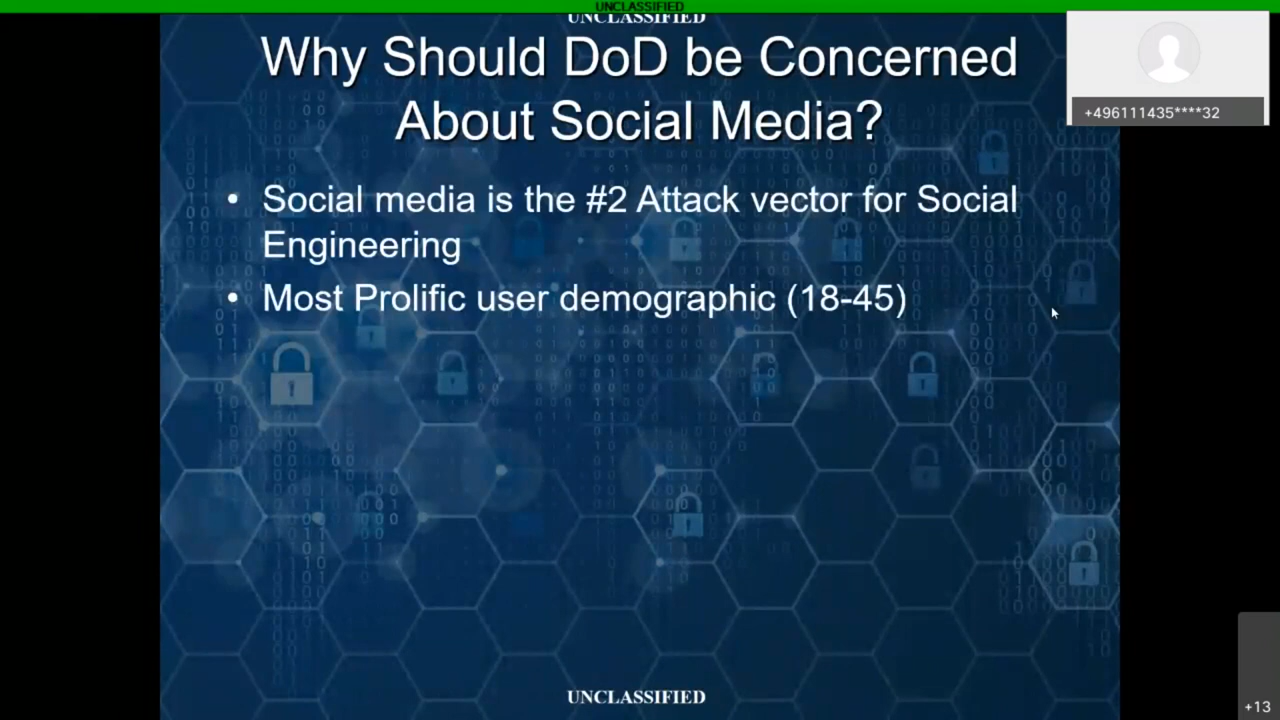 UNCLASSIFIED
UNCLASSIFIED
Why Should DoD be Concerned
About Social Media?
+496111435****32
• Social media is the #2 Attack vector for Social
Engineering
• Most Prolific user demographic (18-45)
UNCLASSIFIED
+13